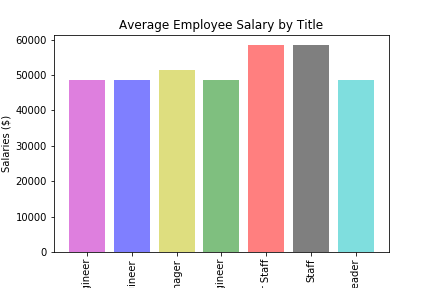 Average Employee Salary by Title
Salaries ($)
60000
50000
40000
30000
20000
10000
0
gineer
ineer
nager
gineer
r Staff
Staff
eader